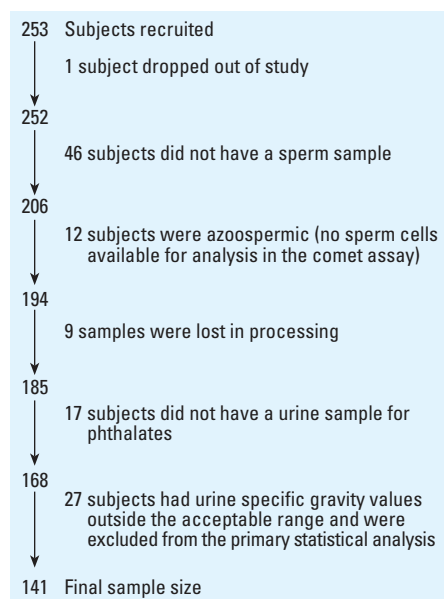 253 Subjects recruited
1 subject dropped out of study
252
46 subjects did not have a sperm sample
206
12 subjects were azoospermic (no sperm cells
available for analysis in the comet assay)
194
9 samples were lost in processing
185
17 subjects did not have a urine sample for
phthalates
168
27 subjects had urine specific gravity values
outside the acceptable range and were
excluded from the primary statistical analysis
141 Final sample size